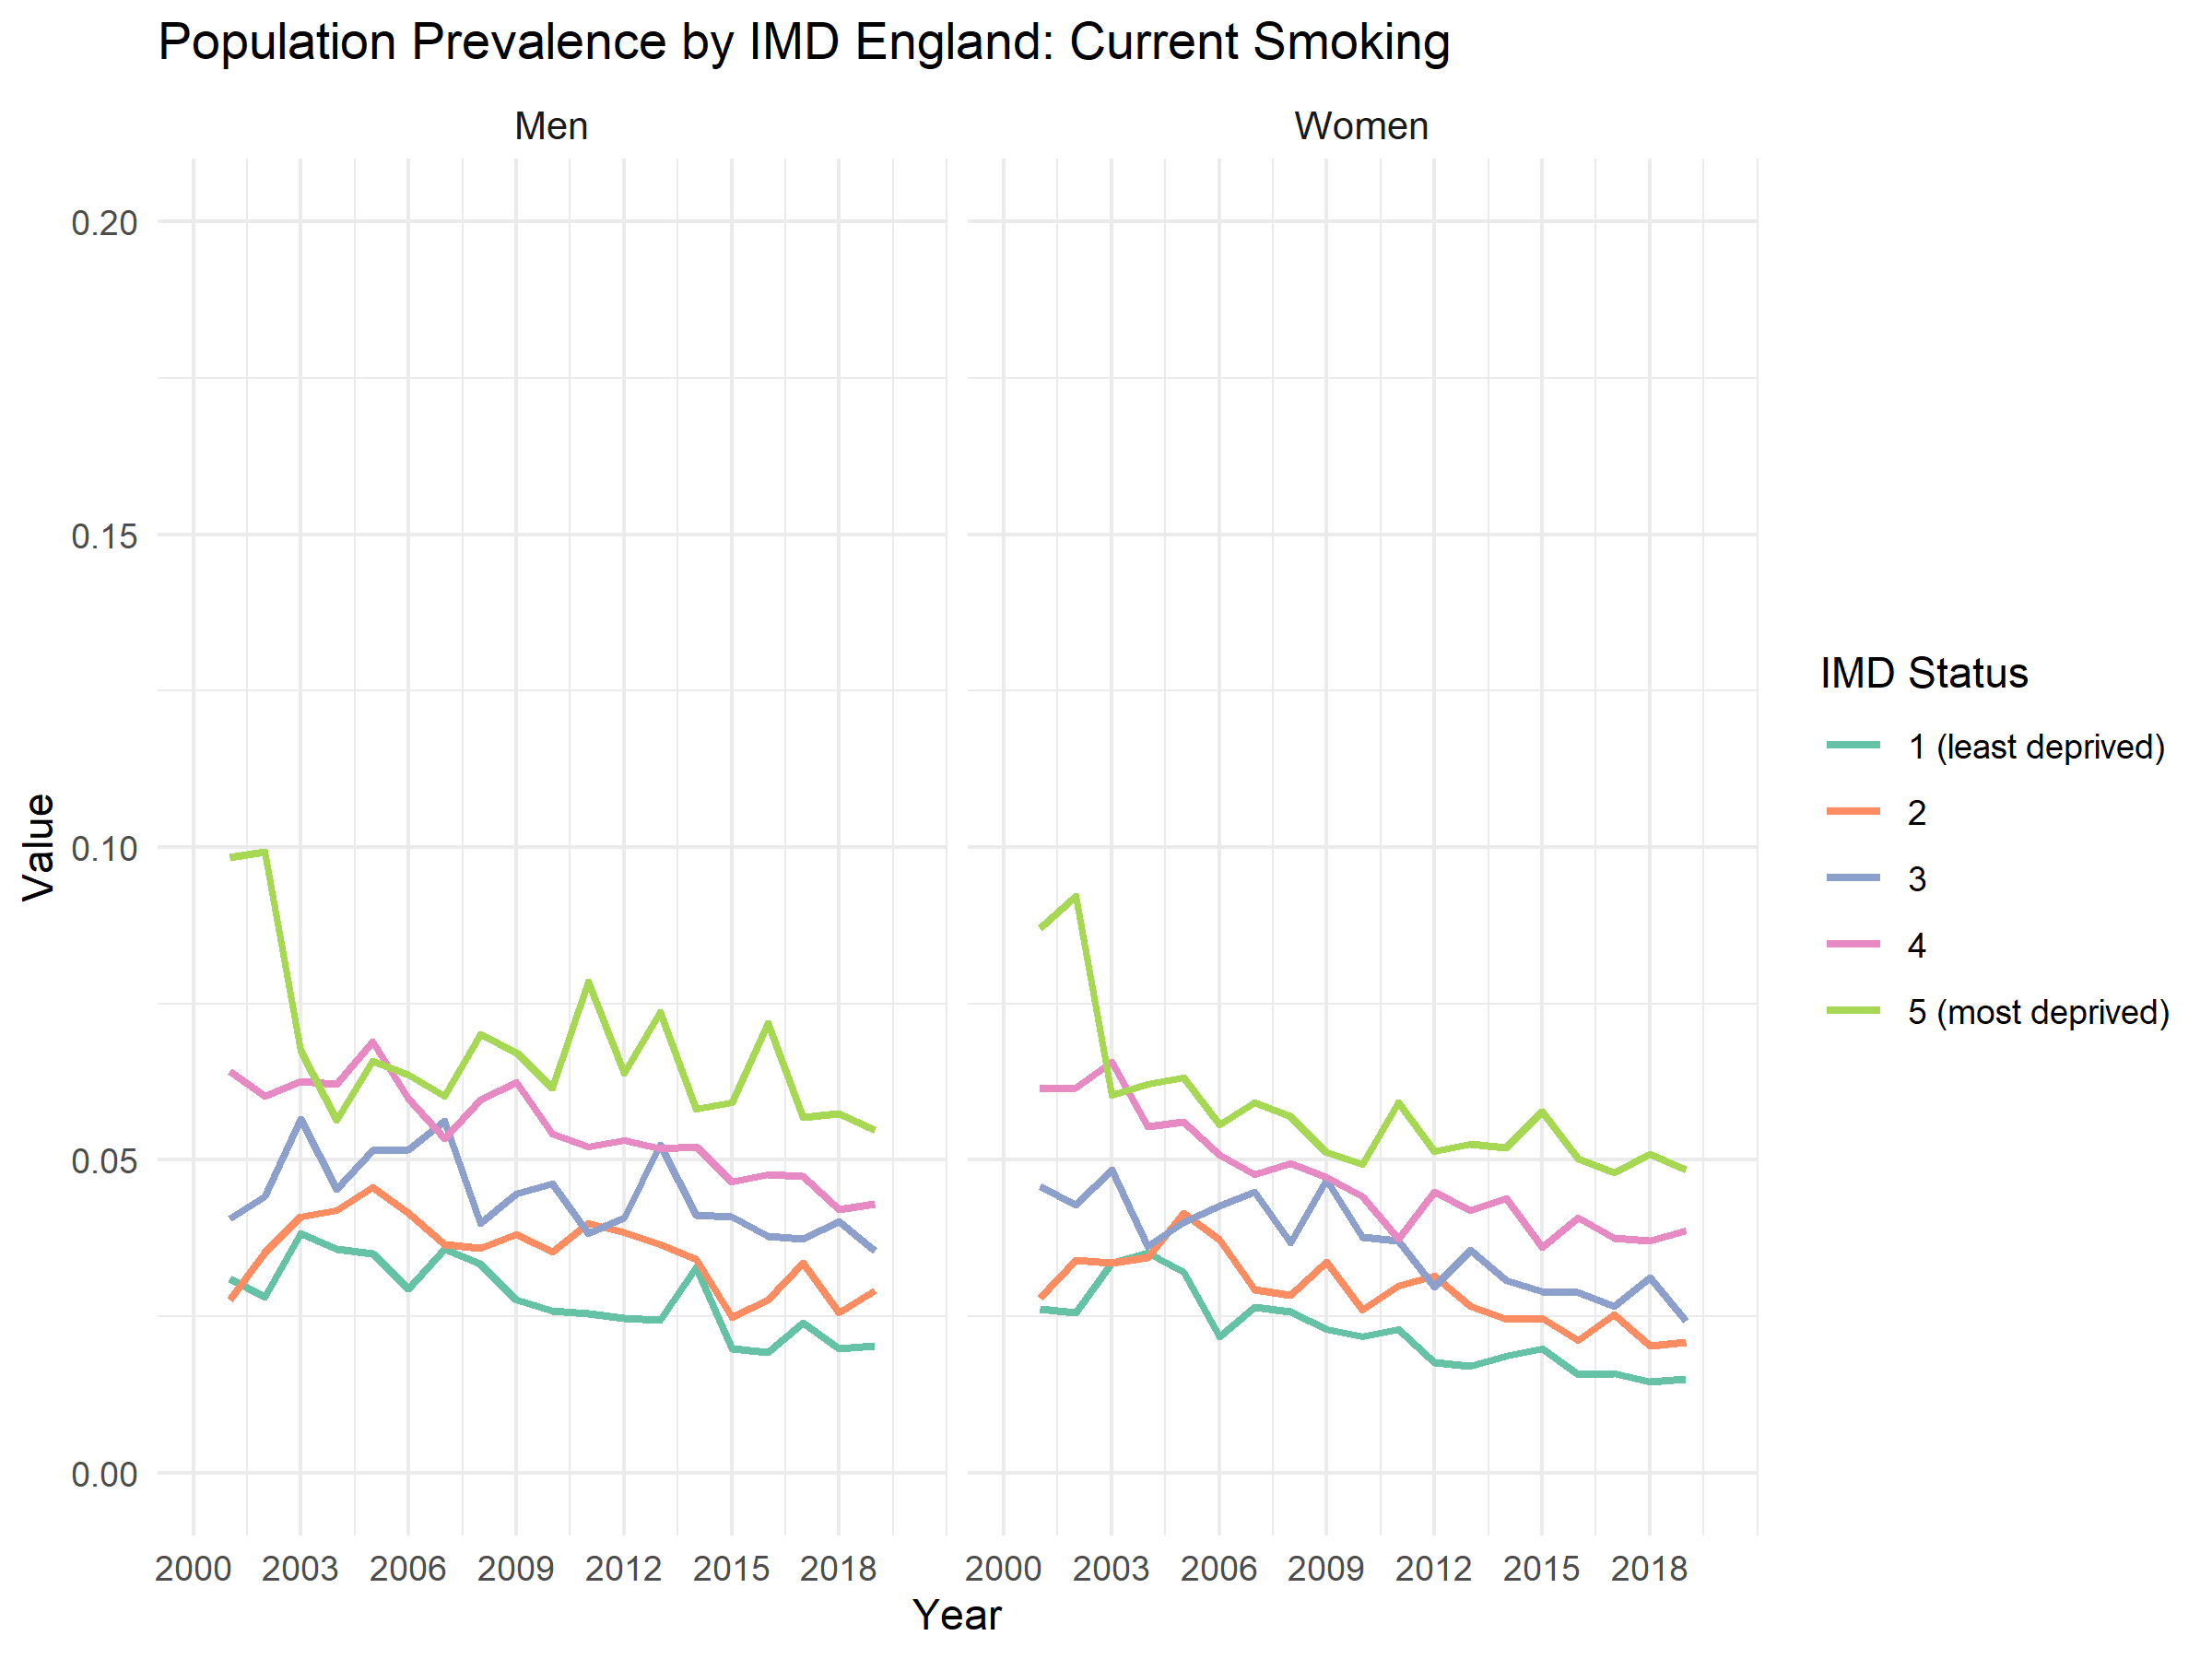 Population Prevalence by IMD England: Current Smoking
Men
Women
0.20
0.15
0.10
0.05
0.00
Value
2000 2003 2006 2009 2012 2015 2018
2000 2003 2006 2009 2012 2015 2018
Year
IMD Status
1 (least deprived)
2
3
4
5 (most deprived)